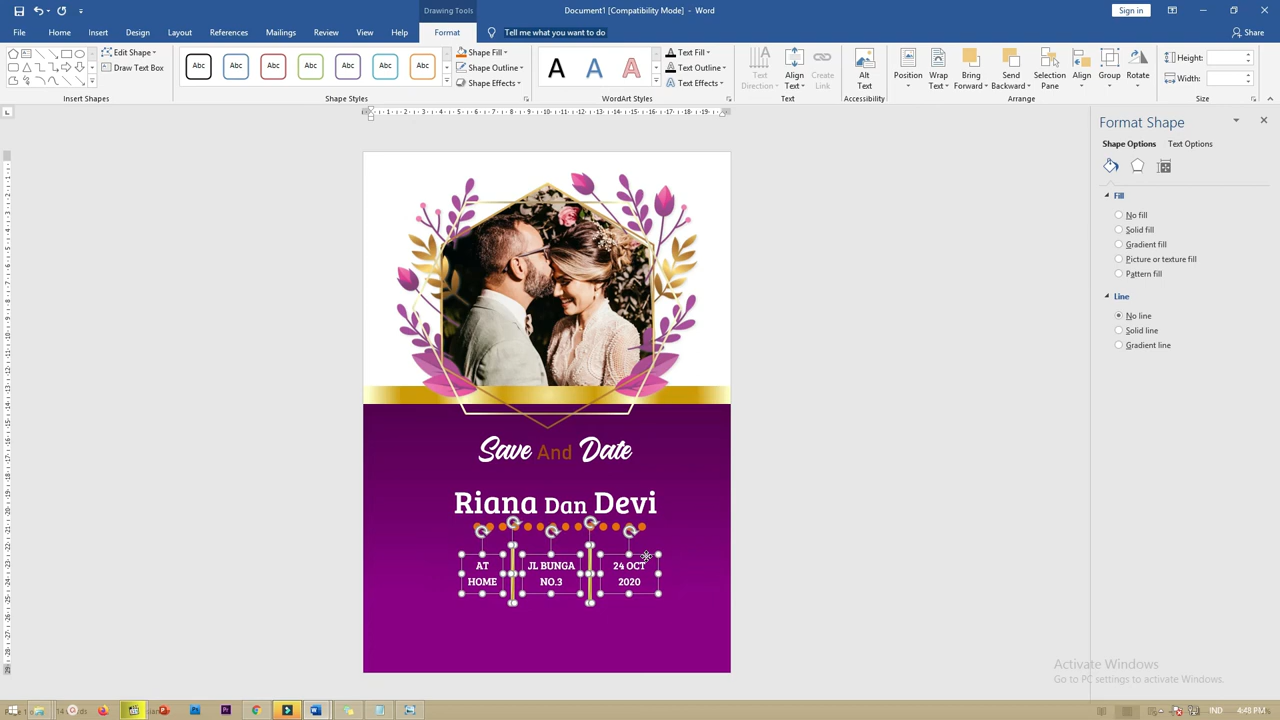 Drawing Tools
Document1 [Compatibility Mode] - Word
Sign in
File
Home
Insert
Design
Layout
References
Mailings
Review
View
Help
Format
Tell me what you want to do
Share
Edit Shape
Draw Text Box
Insert Shapes
Abc Abc Abc Abc Abc Abc Abc
Shape Styles
Shape Fill
Shape Outline
Shape Effects
A A A
WordArt Styles
Text Fill
Text Outline
Text Effects
Text Direction
Align Text
Create Link
Text
Alt Text
Accessibility
Position
Wrap Text
Bring Forward
Send Backward
Selection Pane
Align
Group
Rotate
Arrange
Height:
Width:
Size
Format Shape
Shape Options
Text Options
Fill
No fill
Solid fill
Gradient fill
Picture or texture fill
Pattern fill
Line
No line
Solid line
Gradient line
Save And Date
Riana Dan Devi
AT
HOME
JL BUNGA
NO.3
24 OCT
2020
Activate Windows
Go to PC settings to activate Windows.
IND
4:48 PM